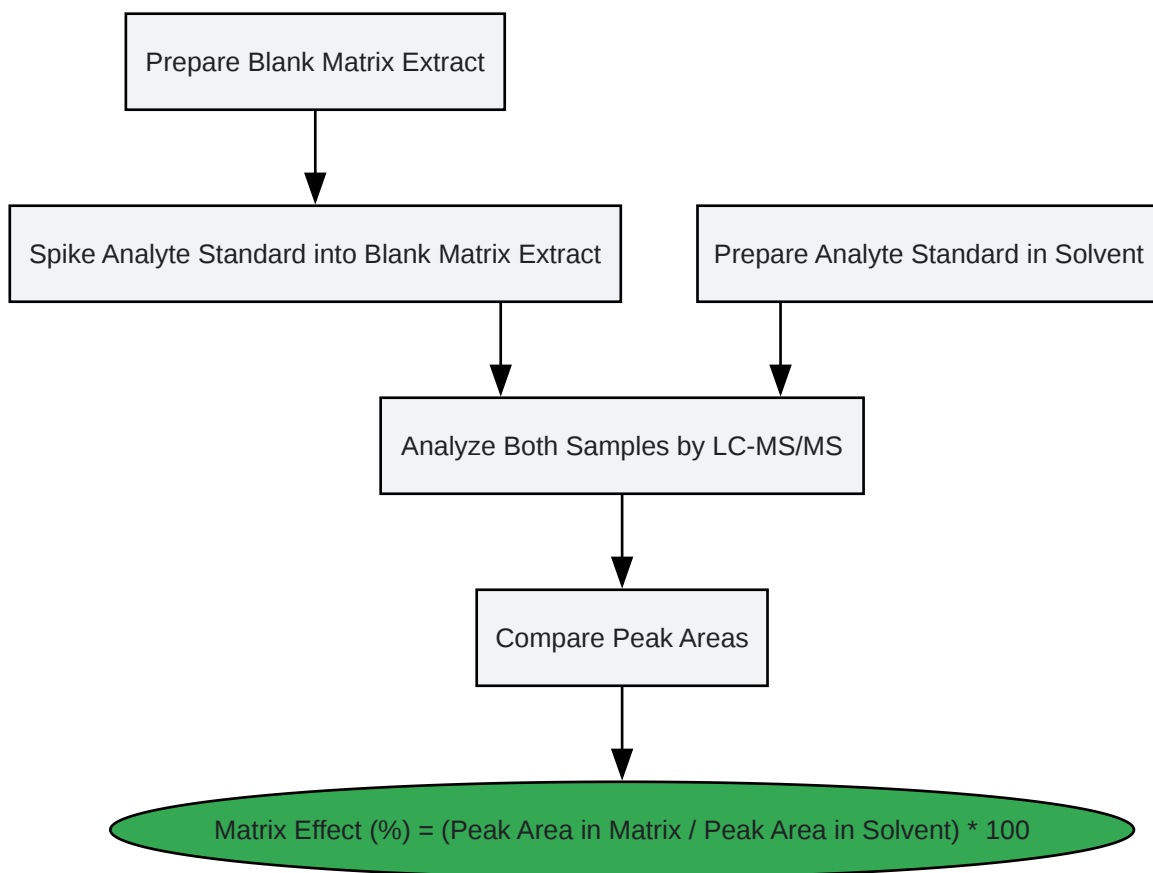 Prepare Blank Matrix Extract
Spike Analyte Standard into Blank Matrix Extract
Prepare Analyte Standard in Solvent
Analyze Both Samples by LC-MS/MS
Compare Peak Areas
Matrix Effect (%) = (Peak Area in Matrix / Peak Area in Solvent) * 100